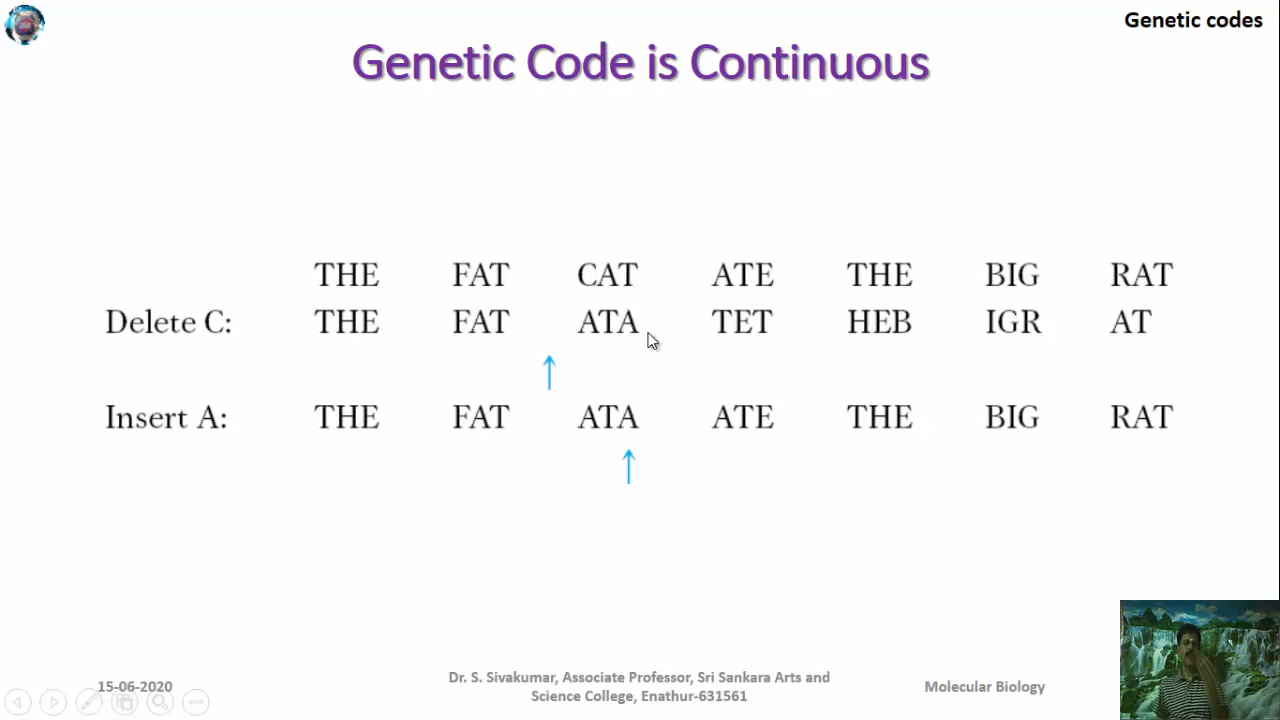 Genetic codes
Genetic Code is Continuous
THE FAT CAT ATE THE BIG RAT
Delete C: THE FAT ATA TET HEB IGR AT
Insert A: THE FAT ATA ATE THE BIG RAT
15-06-2020
Dr. S. Sivakumar, Associate Professor, Sri Sankara Arts and
Science College, Enathur-631561
Molecular Biology